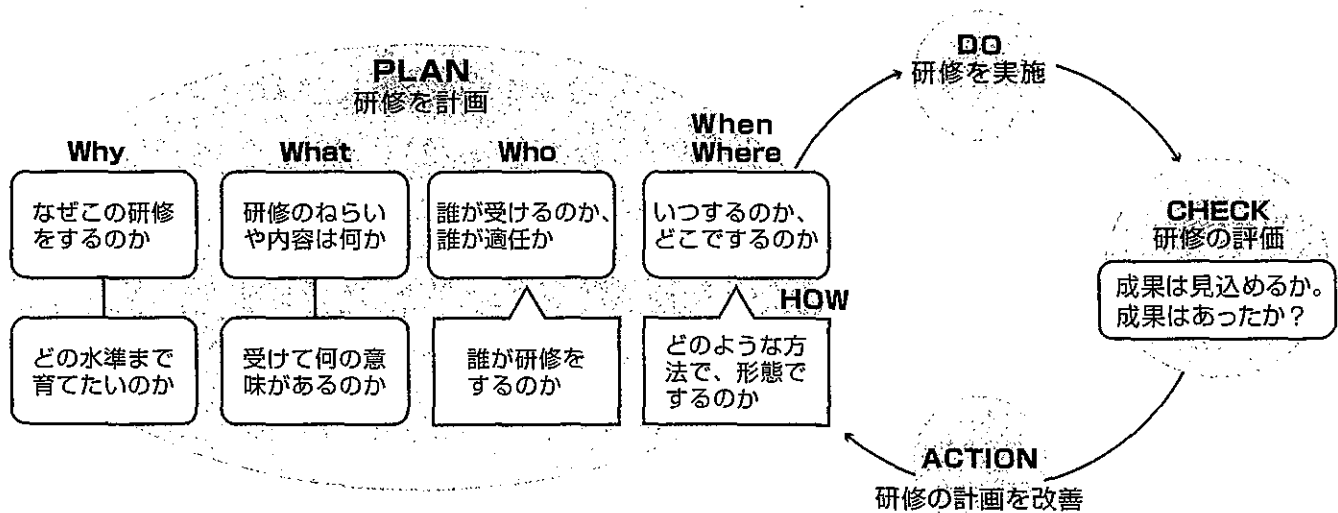 PLAN
研修を計画
Why
なぜこの研修
をするのか
どの水準まで
育てたいのか
What
研修のねらい
や内容は何か
受けて何の意
味があるのか
Who
誰が受けるのか、
誰が適任か
誰が研修を
するのか
When
Where
いつするのか、
どこでするのか
HOW
どのような方
法で、形態で
するのか
DO
研修を実施
CHECK
研修の評価
成果は見込めるか。
成果はあったか？
ACTION
研修の計画を改善